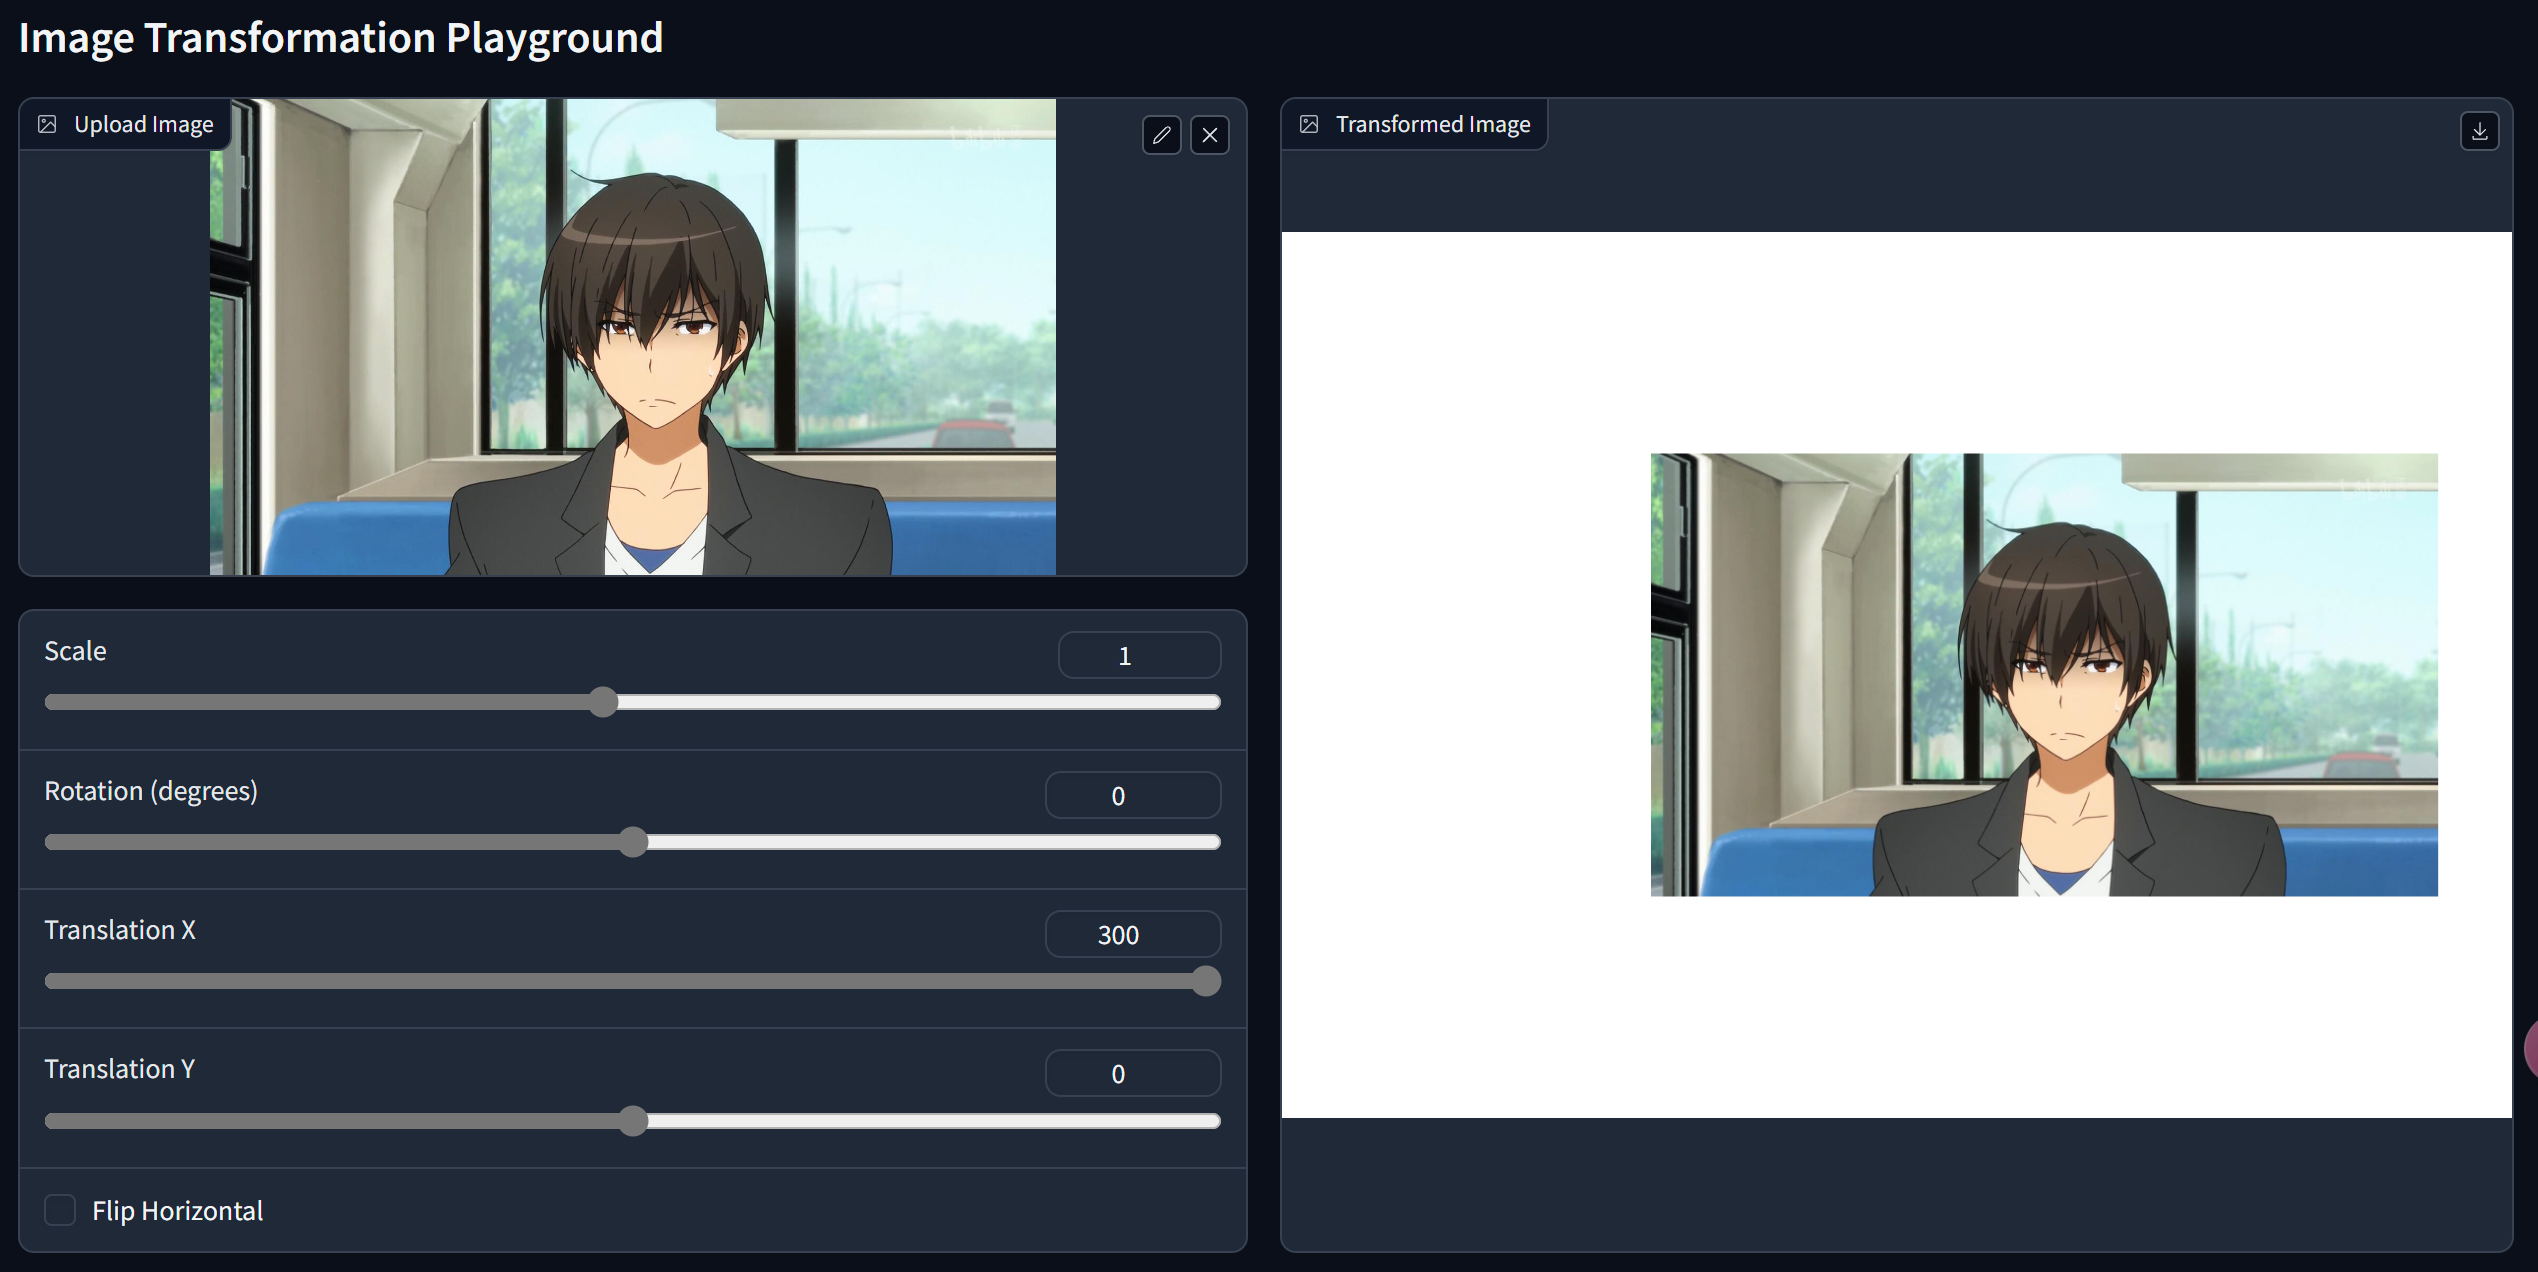 Image Transformation Playground
Upload Image
Transformed Image
Scale
1
Rotation (degrees)
0
Translation X
300
Translation Y
0
Flip Horizontal